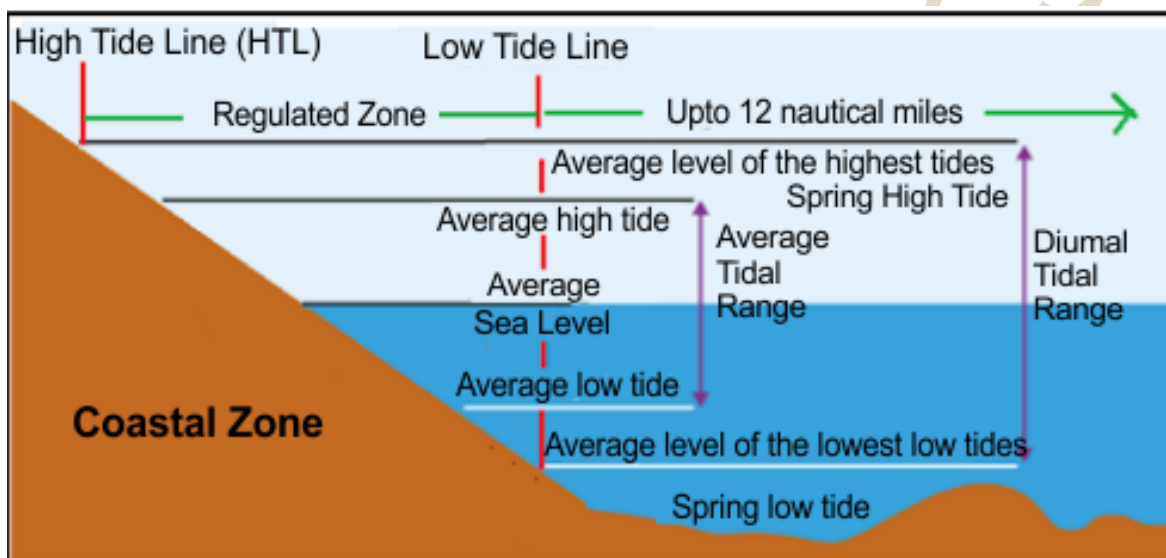 High Tide Line (HTL)
Low Tide Line
Regulated Zone
Upto 12 nautical miles
Average level of the highest tides
Spring High Tide
Average high tide
Average
Tidal
Range
Diumal
Tidal
Range
Average
Sea Level
Average low tide
Coastal Zone
Average level of the lowest low tides
Spring low tide